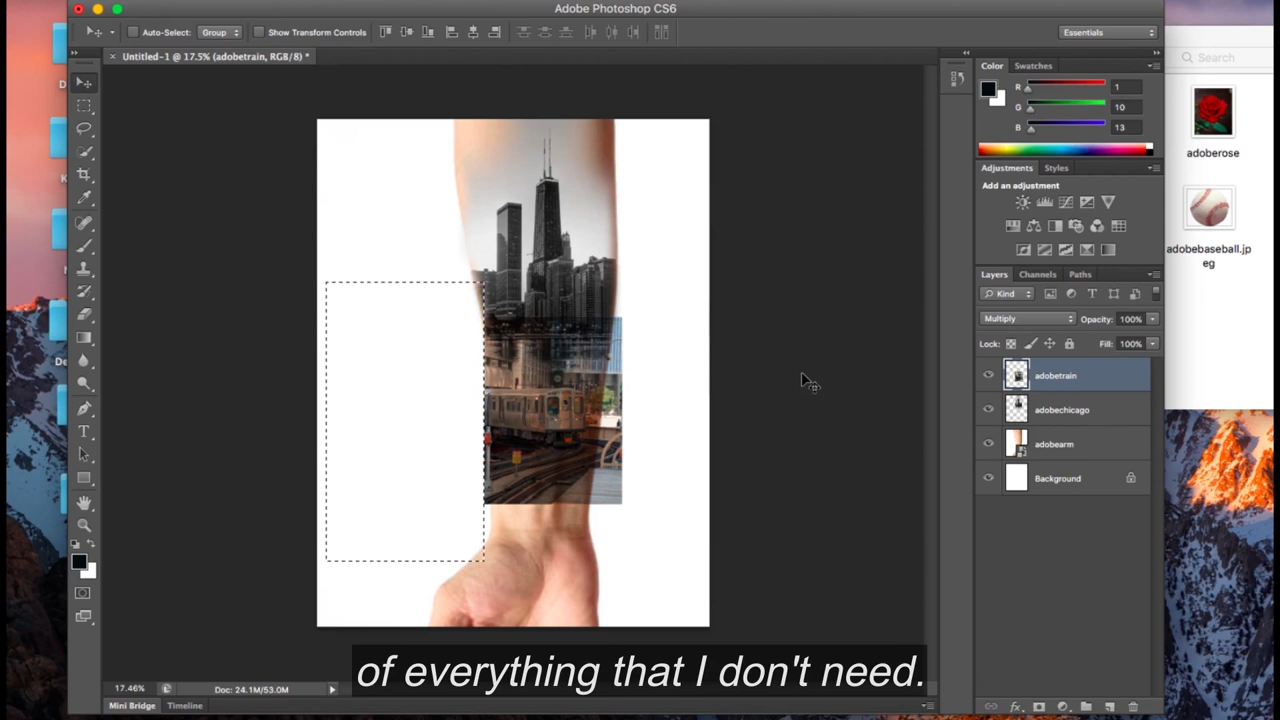 Adobe Photoshop CS6
Auto-Select:
Group
Show Transform Controls
Essentials
Search
× Untitled-1 @ 17.5% (adobetrain, RGB/8) *
Color
Swatches
R
1
G
10
B
13
adoberose
Adjustments
Styles
Add an adjustment
adobebaseball.jp
eg
Layers
Channels
Paths
Kind
Multiply
Opacity: 100%
Lock:
Fill: 100%
adobetrain
adobechicago
adobearm
Background
T
of everything that I don't need.
17.46%
Doc: 24.1M/53.0M
Mini Bridge
Timeline
fx